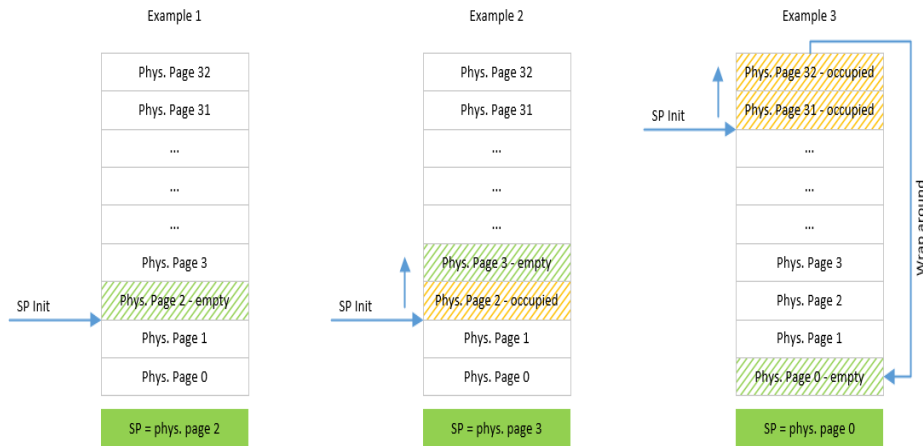 Example 1
Phys. Page 32
Phys. Page 31
...
...
...
Phys. Page 3
Phys. Page 2 - empty
SP Init
Phys. Page 1
Phys. Page 0
SP = phys. page 2
Example 2
Phys. Page 32
Phys. Page 31
...
...
...
Phys. Page 3 - empty
Phys. Page 2 - occupied
SP Init
Phys. Page 1
Phys. Page 0
SP = phys. page 3
Example 3
Phys. Page 32 - occupied
Phys. Page 31 - occupied
SP Init
...
...
...
Phys. Page 3
Phys. Page 2
Phys. Page 1
Phys. Page 0 - empty
Wrap around
SP = phys. page 0